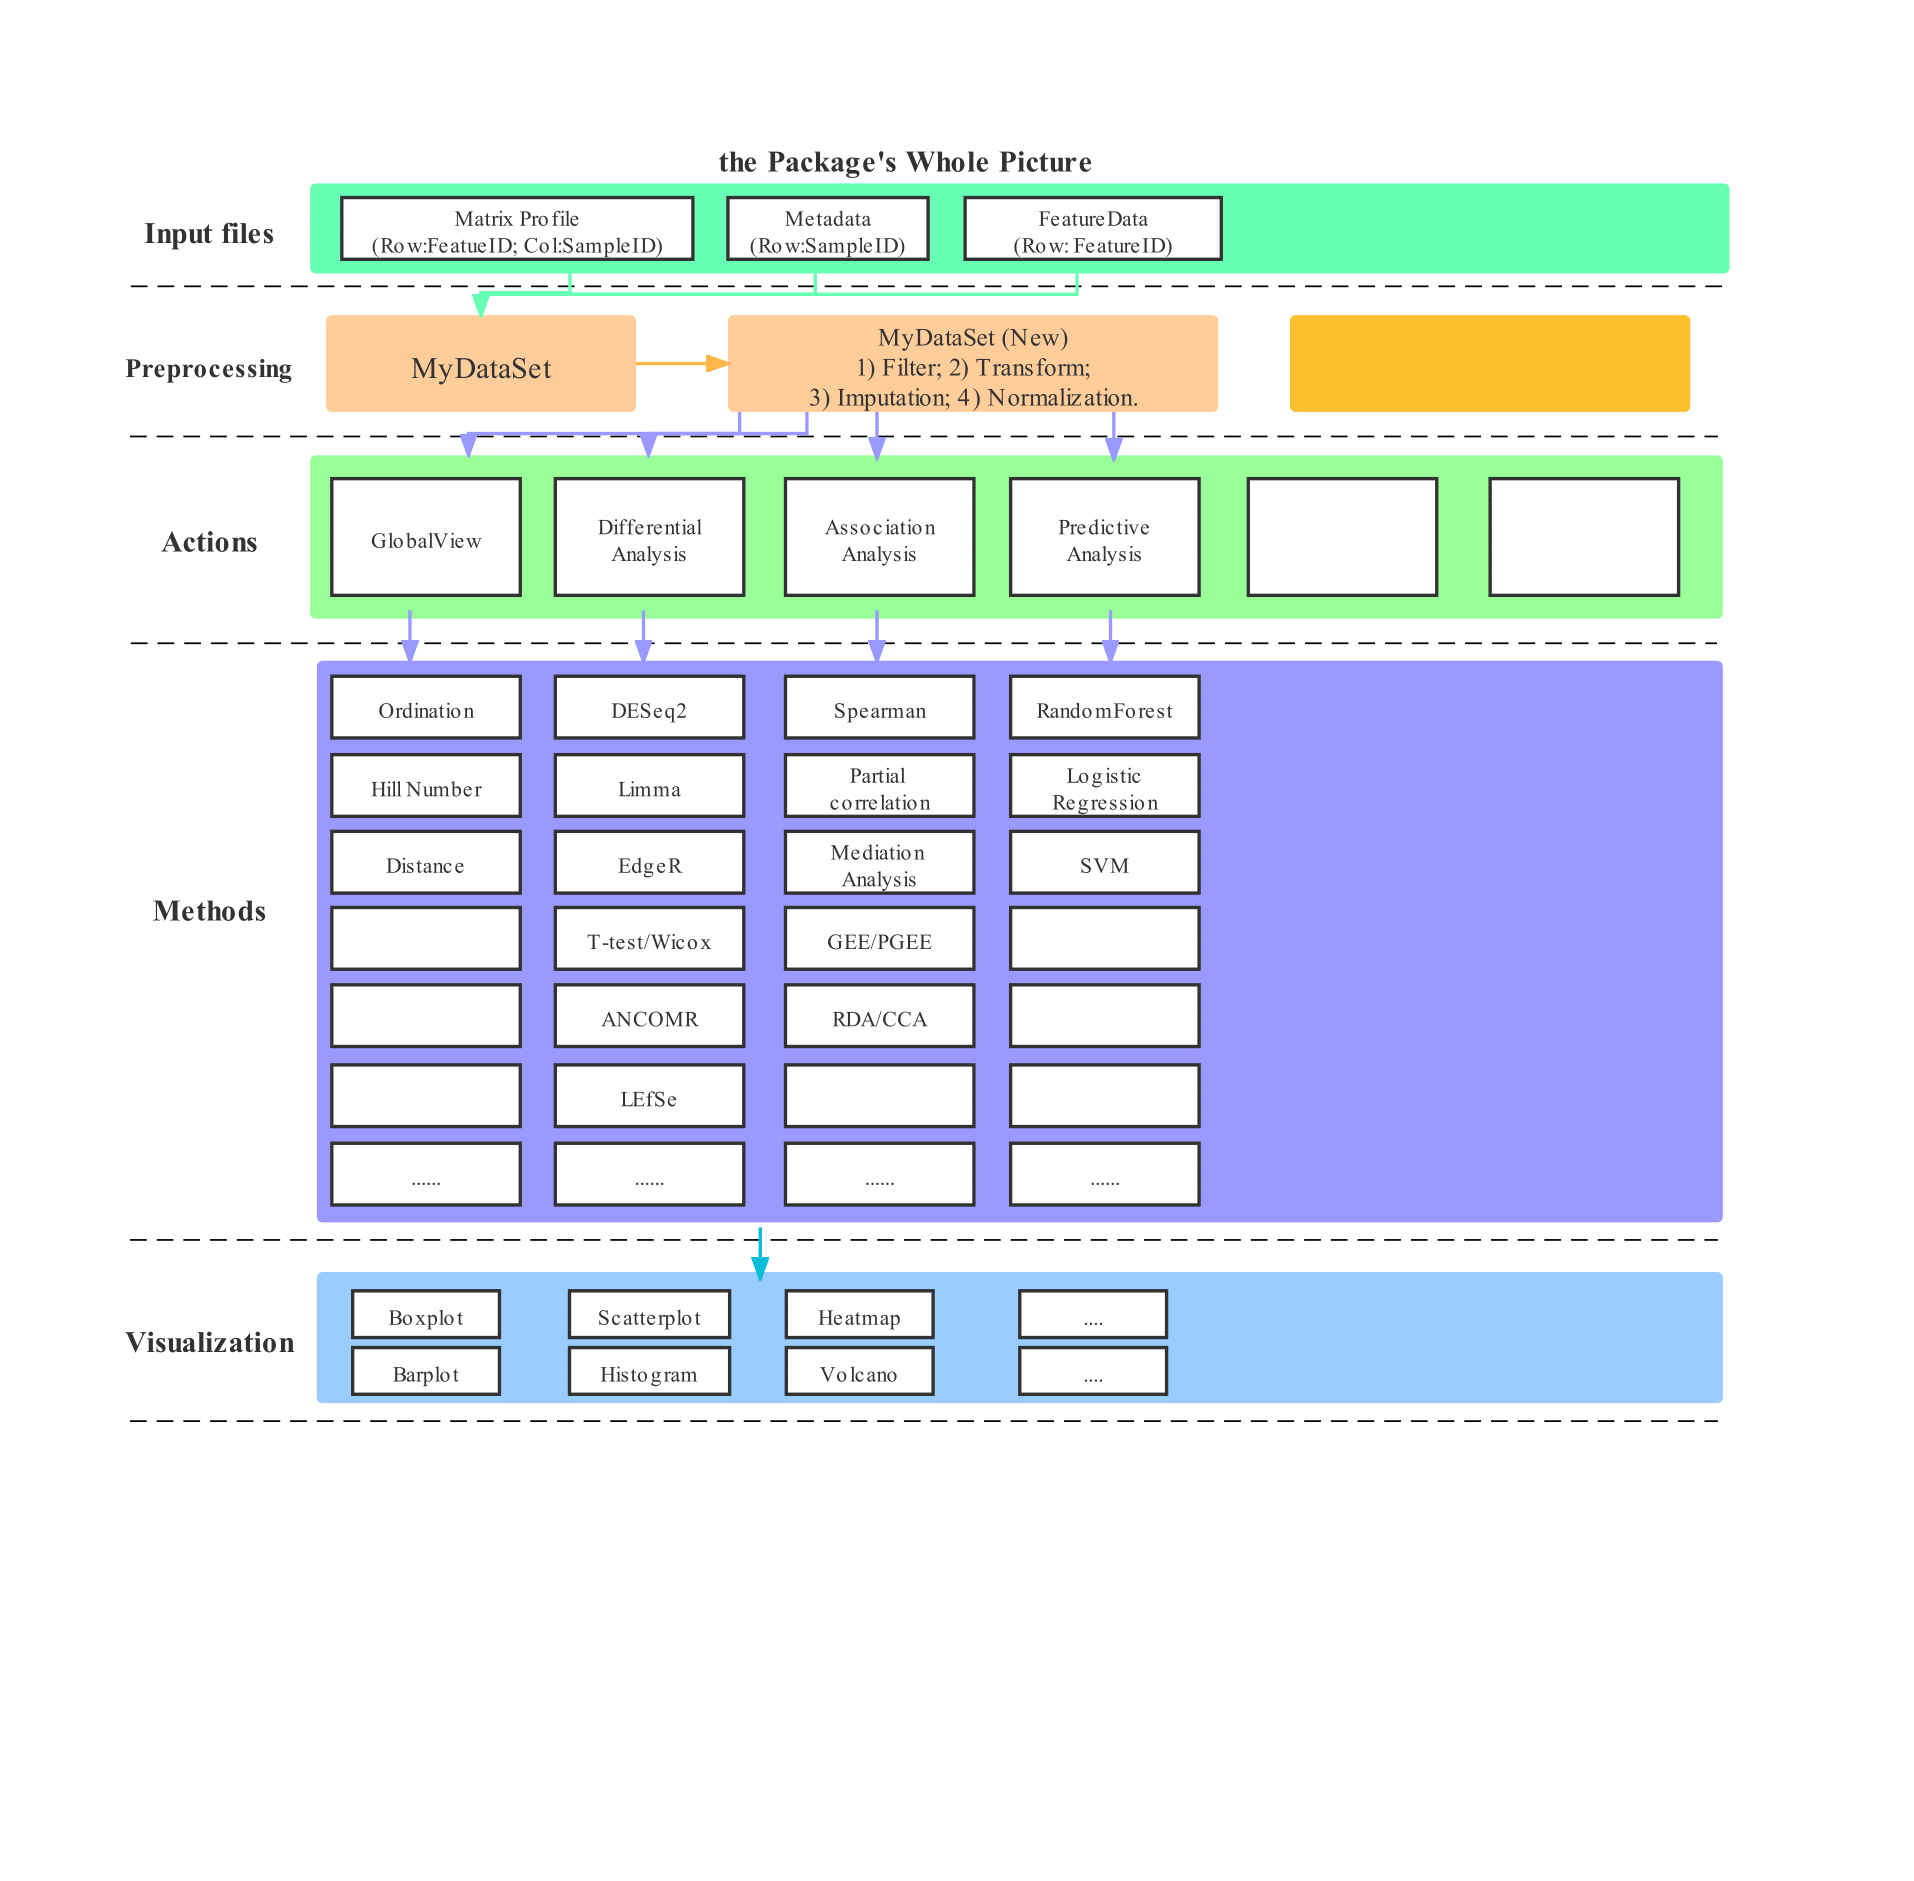 the Package's Whole Picture
Input files
Matrix Profile
(Row:FeatueID; Col:SampleID)
Metadata
(Row:SampleID)
FeatureData
(Row: FeatureID)
Preprocessing
MyDataSet
MyDataSet (New)
1) Filter; 2) Transform;
3) Imputation; 4) Normalization.
Actions
GlobalView
Differential
Analysis
Association
Analysis
Predictive
Analysis
Methods
Ordination
DESeq2
Spearman
RandomForest
Hill Number
Limma
Partial
correlation
Logistic
Regression
Distance
EdgeR
Mediation
Analysis
SVM
T-test/Wicox
GEE/PGEE
ANCOMR
RDA/CCA
LEfSe
......
......
......
......
Visualization
Boxplot
Scatterplot
Heatmap
....
Barplot
Histogram
Volcano
....